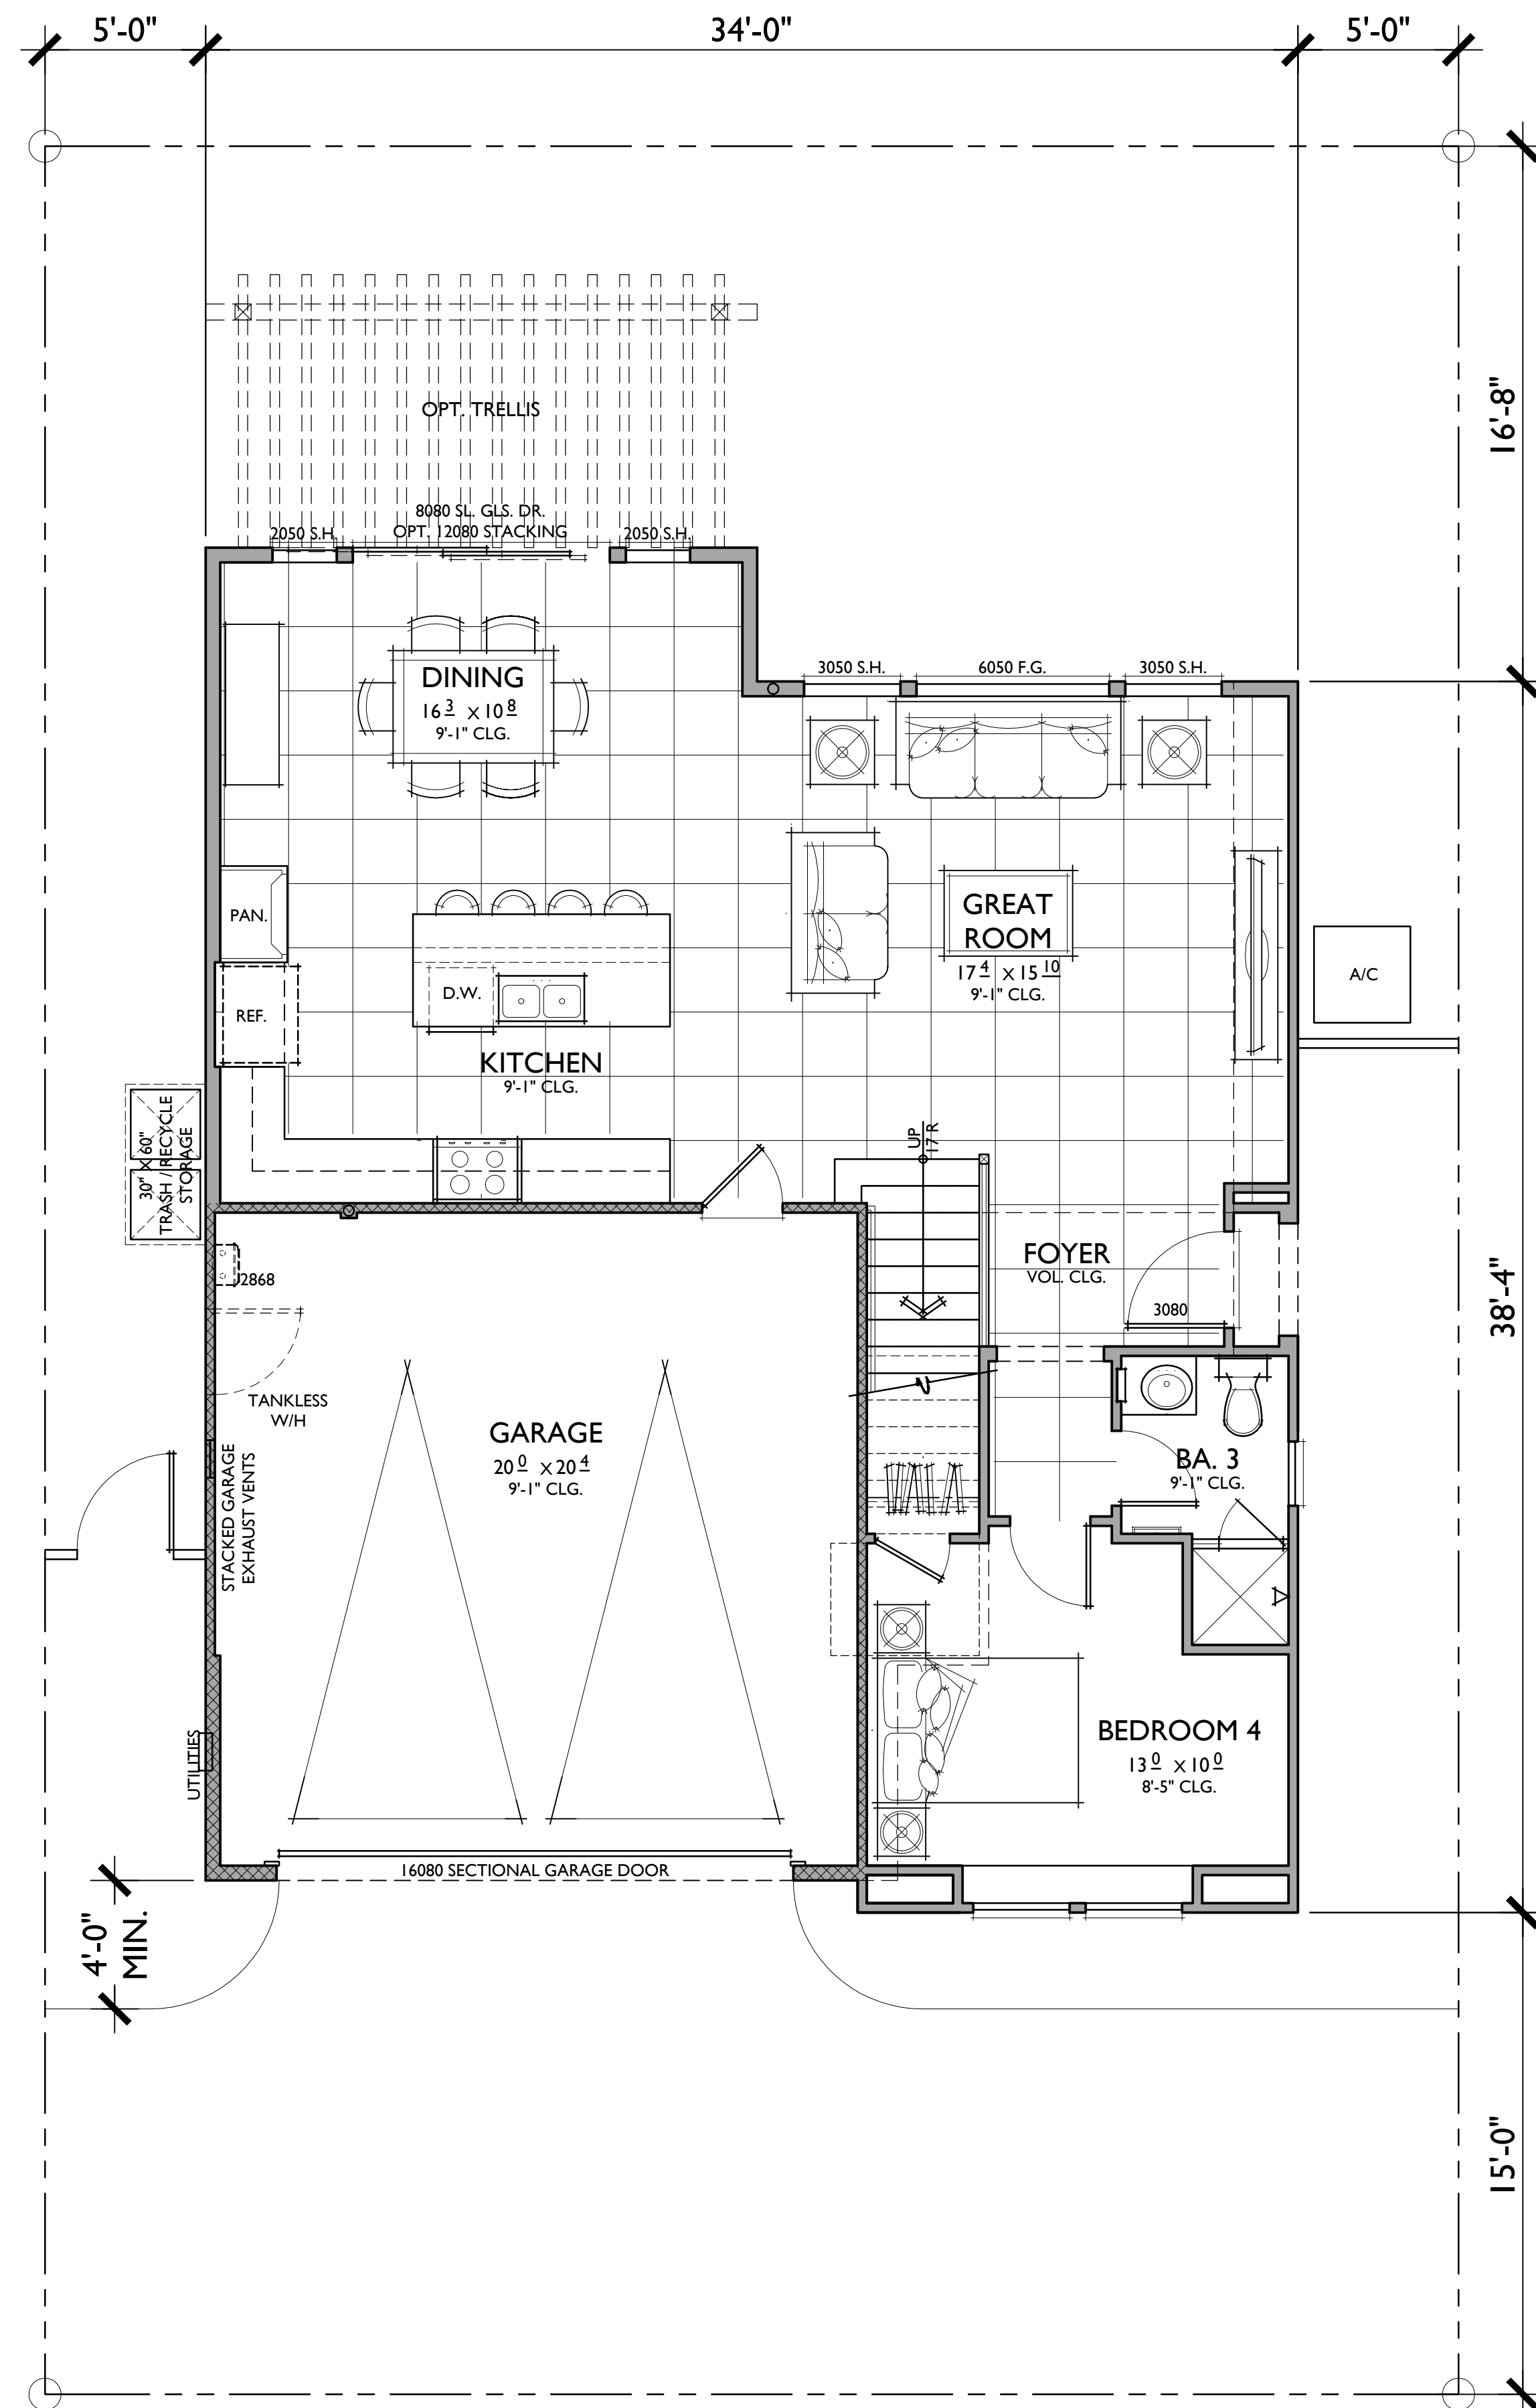 5'-0"
34'-0"
5'-0"
16'-8"
OPT. TRELLIS
8080 SL. GLS. DR.
2050 S.H.
OPT. 12080 STACKING
2050 S.H.
3050 S.H.
6050 F.G.
3050 S.H.
DINING
16 3 X 10 8
9'-1" CLG.
PAN.
GREAT
ROOM
17 4 X 15 10
9'-1" CLG.
A/C
D.W.
REF.
KITCHEN
9'-1" CLG.
30" X 60"
TRASH / RECYCLE
STORAGE
UP
17 R
FOYER
VOL. CLG.
2868
3080
38'-4"
TANKLESS
W/H
GARAGE
20 0 X 20 4
9'-1" CLG.
BA. 3
9'-1" CLG.
STACKED GARAGE
EXHAUST VENTS
UTILITIES
BEDROOM 4
13 0 X 10 0
8'-5" CLG.
16080 SECTIONAL GARAGE DOOR
4'-0"
MIN.
15'-0"